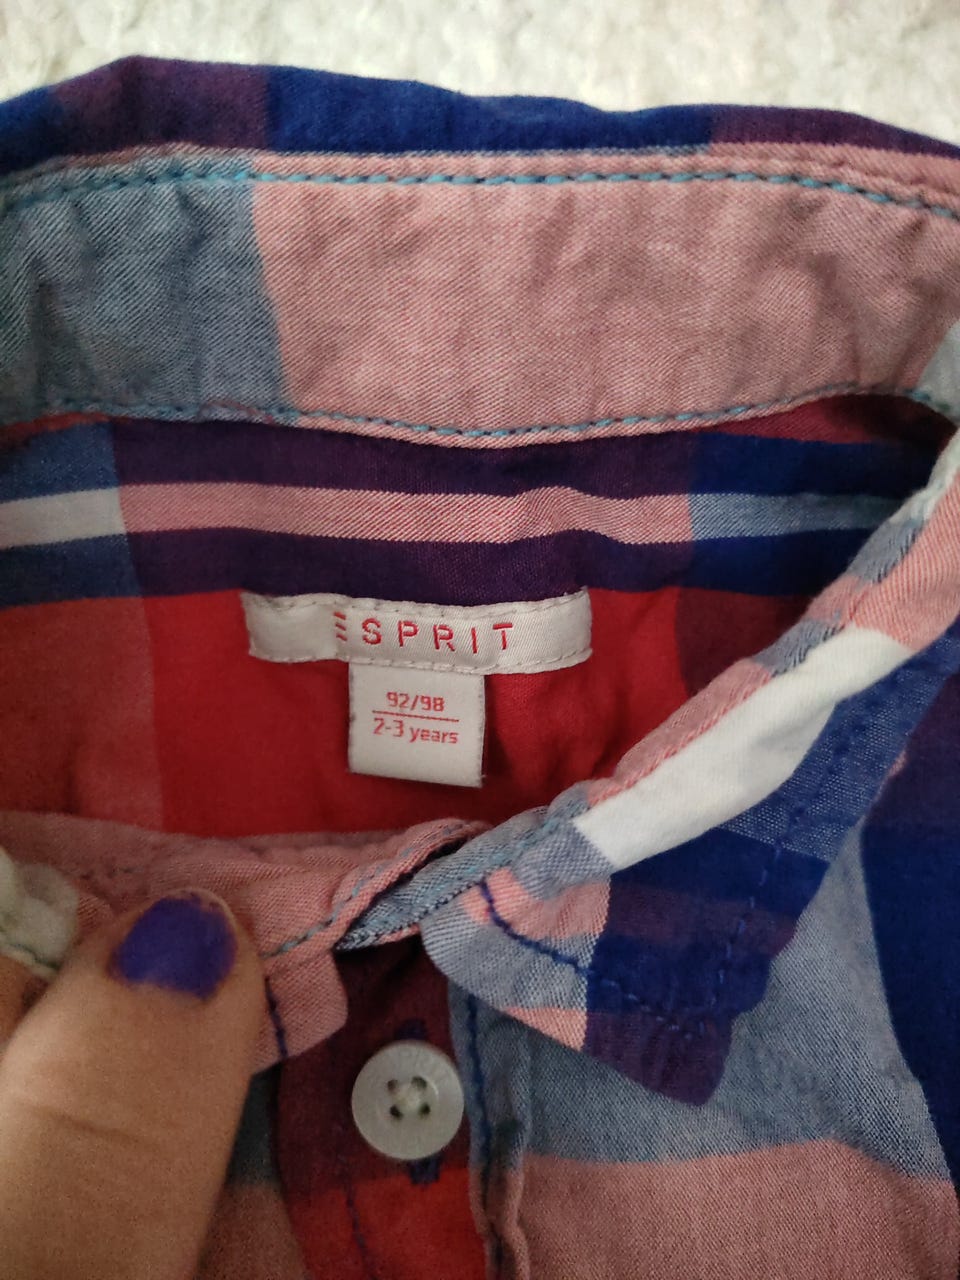 ESPRIT
92/98
2-3 years